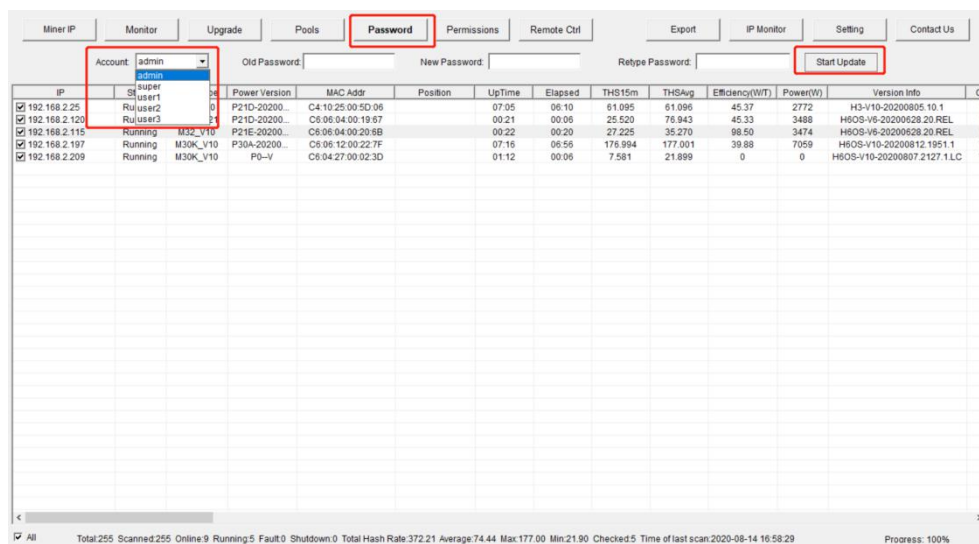 Miner IP Monitor Upgrade Pools Password Permissions Remote Ctrl Export IP Monitor Setting Contact Us
Account: admin Old Password: New Password: Retype Password: Start Update
admin
super
user1
user2
user3
IP Power Version MAC Addr Position UpTime Elapsed THS15m THSAvg Efficiency(W/T) Power(W) Version Info
192.168.2.25 P21D-20200... C4:10:25:00:5D:06 07:05 06:10 61.095 61.096 45.37 2772 H3-V10-20200805.10.1
192.168.2.120 P21D-20200... C6:06:04:00:19:67 00:21 00:06 25.520 76.943 45.33 3488 H6OS-V6-20200628.20.REL
192.168.2.115 Running M32_V10 P21E-20200... C6:06:04:00:20:6B 00:22 00:20 27.225 35.270 98.50 3474 H6OS-V6-20200628.20.REL
192.168.2.197 Running M30K_V10 P30A-20200... C6:06:12:00:22:7F 07:16 06:56 176.994 177.001 39.88 7059 H6OS-V10-20200812.1951.1
192.168.2.209 Running M30K_V10 P0--V C6:04:27:00:02:3D 01:12 00:06 7.581 21.899 0 0 H6OS-V10-20200807.2127.1.LC
All Total:255 Scanned:255 Online:9 Running:5 Fault:0 Shutdown:0 Total Hash Rate:372.21 Average:74.44 Max:177.00 Min:21.90 Checked:5 Time of last scan:2020-08-14 16:58:29 Progress: 100%